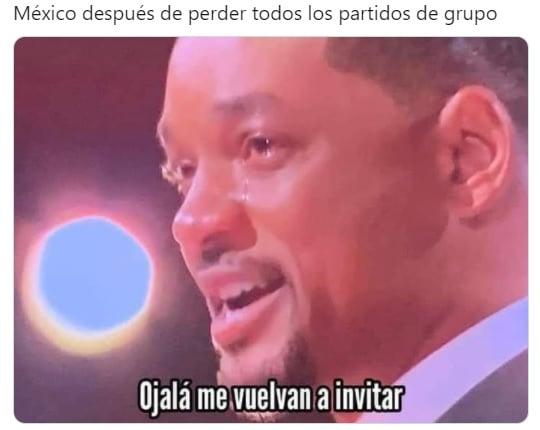 México después de perder todos los partidos de grupo
Ojalá me vuelvan a invitar